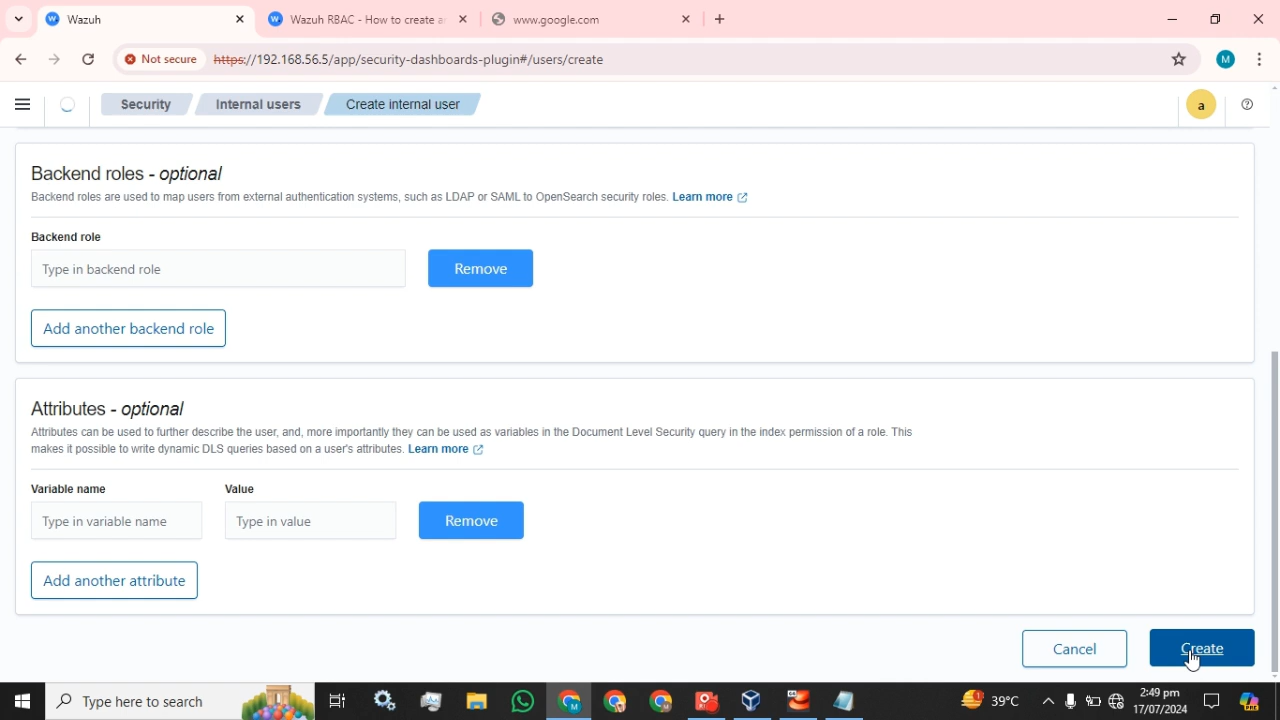 Wazuh
Wazuh RBAC - How to create a
www.google.com
Not secure
https://192.168.56.5/app/security-dashboards-plugin#/users/create
M
Security
Internal users
Create internal user
a
Backend roles - optional
Backend roles are used to map users from external authentication systems, such as LDAP or SAML to OpenSearch security roles. Learn more
Backend role
Type in backend role
Remove
Add another backend role
Attributes - optional
Attributes can be used to further describe the user, and, more importantly they can be used as variables in the Document Level Security query in the index permission of a role. This
makes it possible to write dynamic DLS queries based on a user's attributes. Learn more
Variable name
Value
Type in variable name
Type in value
Remove
Add another attribute
Cancel
Create
Type here to search
39°C
2:49 pm
17/07/2024